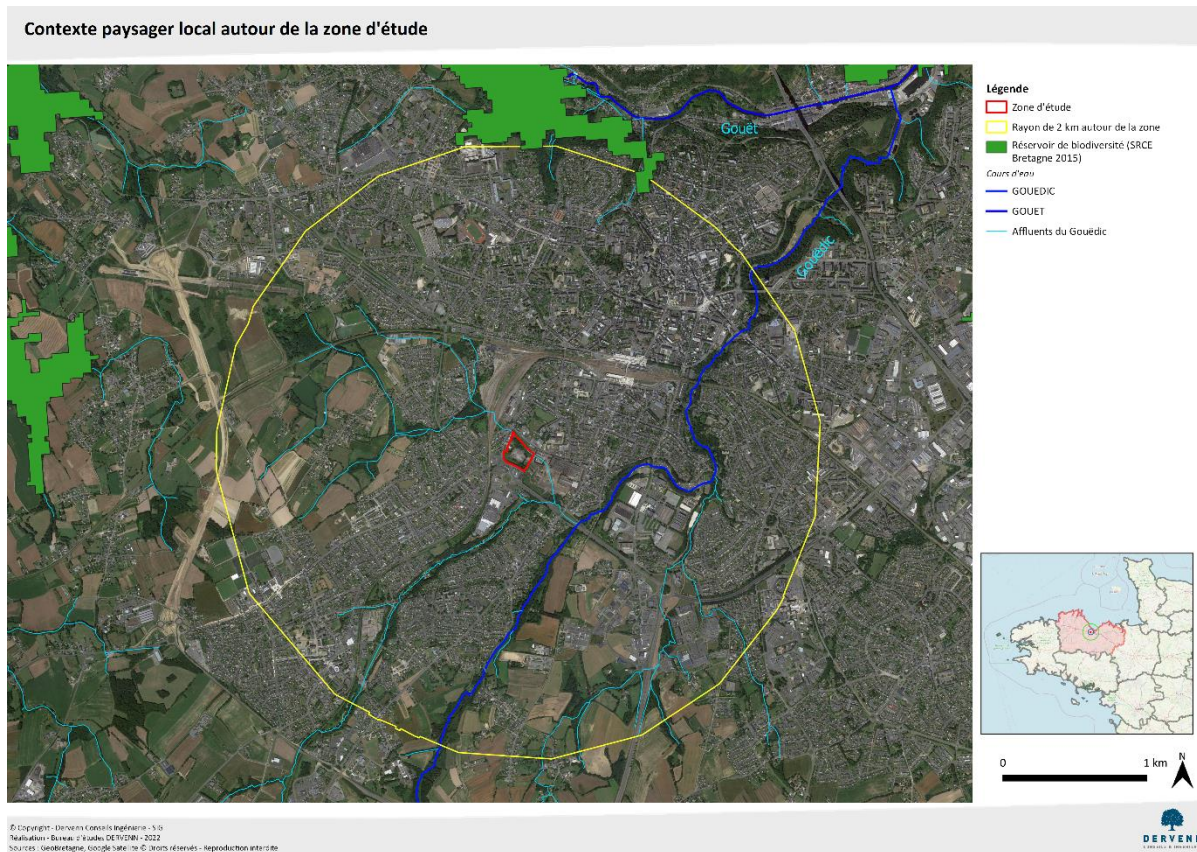 Contexte paysager local autour de la zone d'étude
Gouët
Gouëdic
Légende
Zone d'étude
Rayon de 2 km autour de la zone
Réservoir de biodiversité (SRCE
Bretagne 2015)
Cours d'eau
GOUEDIC
GOUET
Affluents du Gouëdic
0 1 km
N
© Copyright - Dervenn Conseils Ingénierie - SIG
Réalisation - Bureau d'études DERVENN - 2022
Sources : GéoBretagne, Google Satellite © Droits réservés - Reproduction interdite
DERVENN